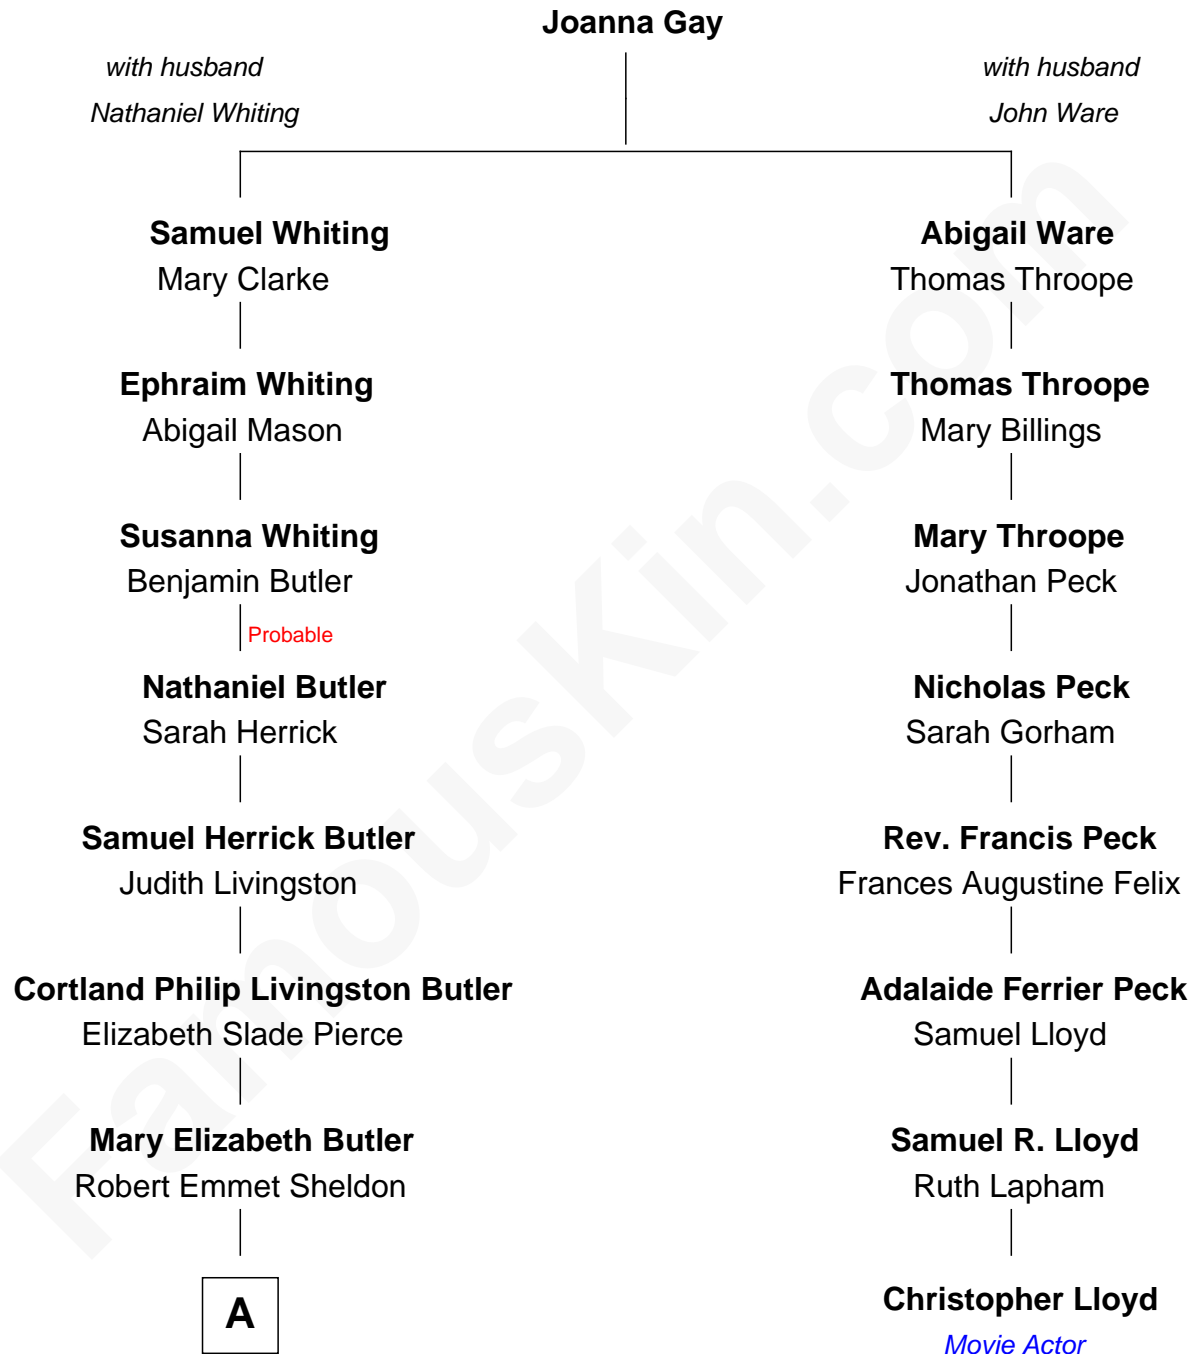 Joanna Gay
with husband
Nathaniel Whiting
with husband
John Ware
Samuel Whiting
Mary Clarke
Abigail Ware
Thomas Throope
Ephraim Whiting
Abigail Mason
Thomas Throope
Mary Billings
Susanna Whiting
Benjamin Butler
Mary Throope
Jonathan Peck
Probable
Nathaniel Butler
Sarah Herrick
Nicholas Peck
Sarah Gorham
Samuel Herrick Butler
Judith Livingston
Rev. Francis Peck
Frances Augustine Felix
Cortland Philip Livingston Butler
Elizabeth Slade Pierce
Adalaide Ferrier Peck
Samuel Lloyd
Mary Elizabeth Butler
Robert Emmet Sheldon
Samuel R. Lloyd
Ruth Lapham
A
Christopher Lloyd
Movie Actor
FamousKin.com